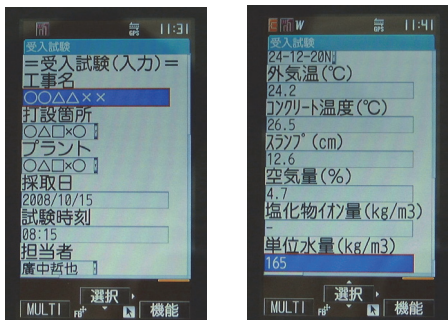 11:31
受入試験
＝受入試験(入力)＝
工事名
○○△△××
打設箇所
○△□×○
プラント
○△□×○
採取日
2008/10/15
試験時刻
08:15
担当者
廣中哲也
MULTI
選択
機能
11:41
受入試験
24-12-20N
外気温(℃)
24.2
コンクリート温度(℃)
26.5
スランプ(cm)
12.6
空気量(%)
4.7
塩化物イオン量(kg/m3)
-
単位水量(kg/m3)
165
MULTI
選択
機能